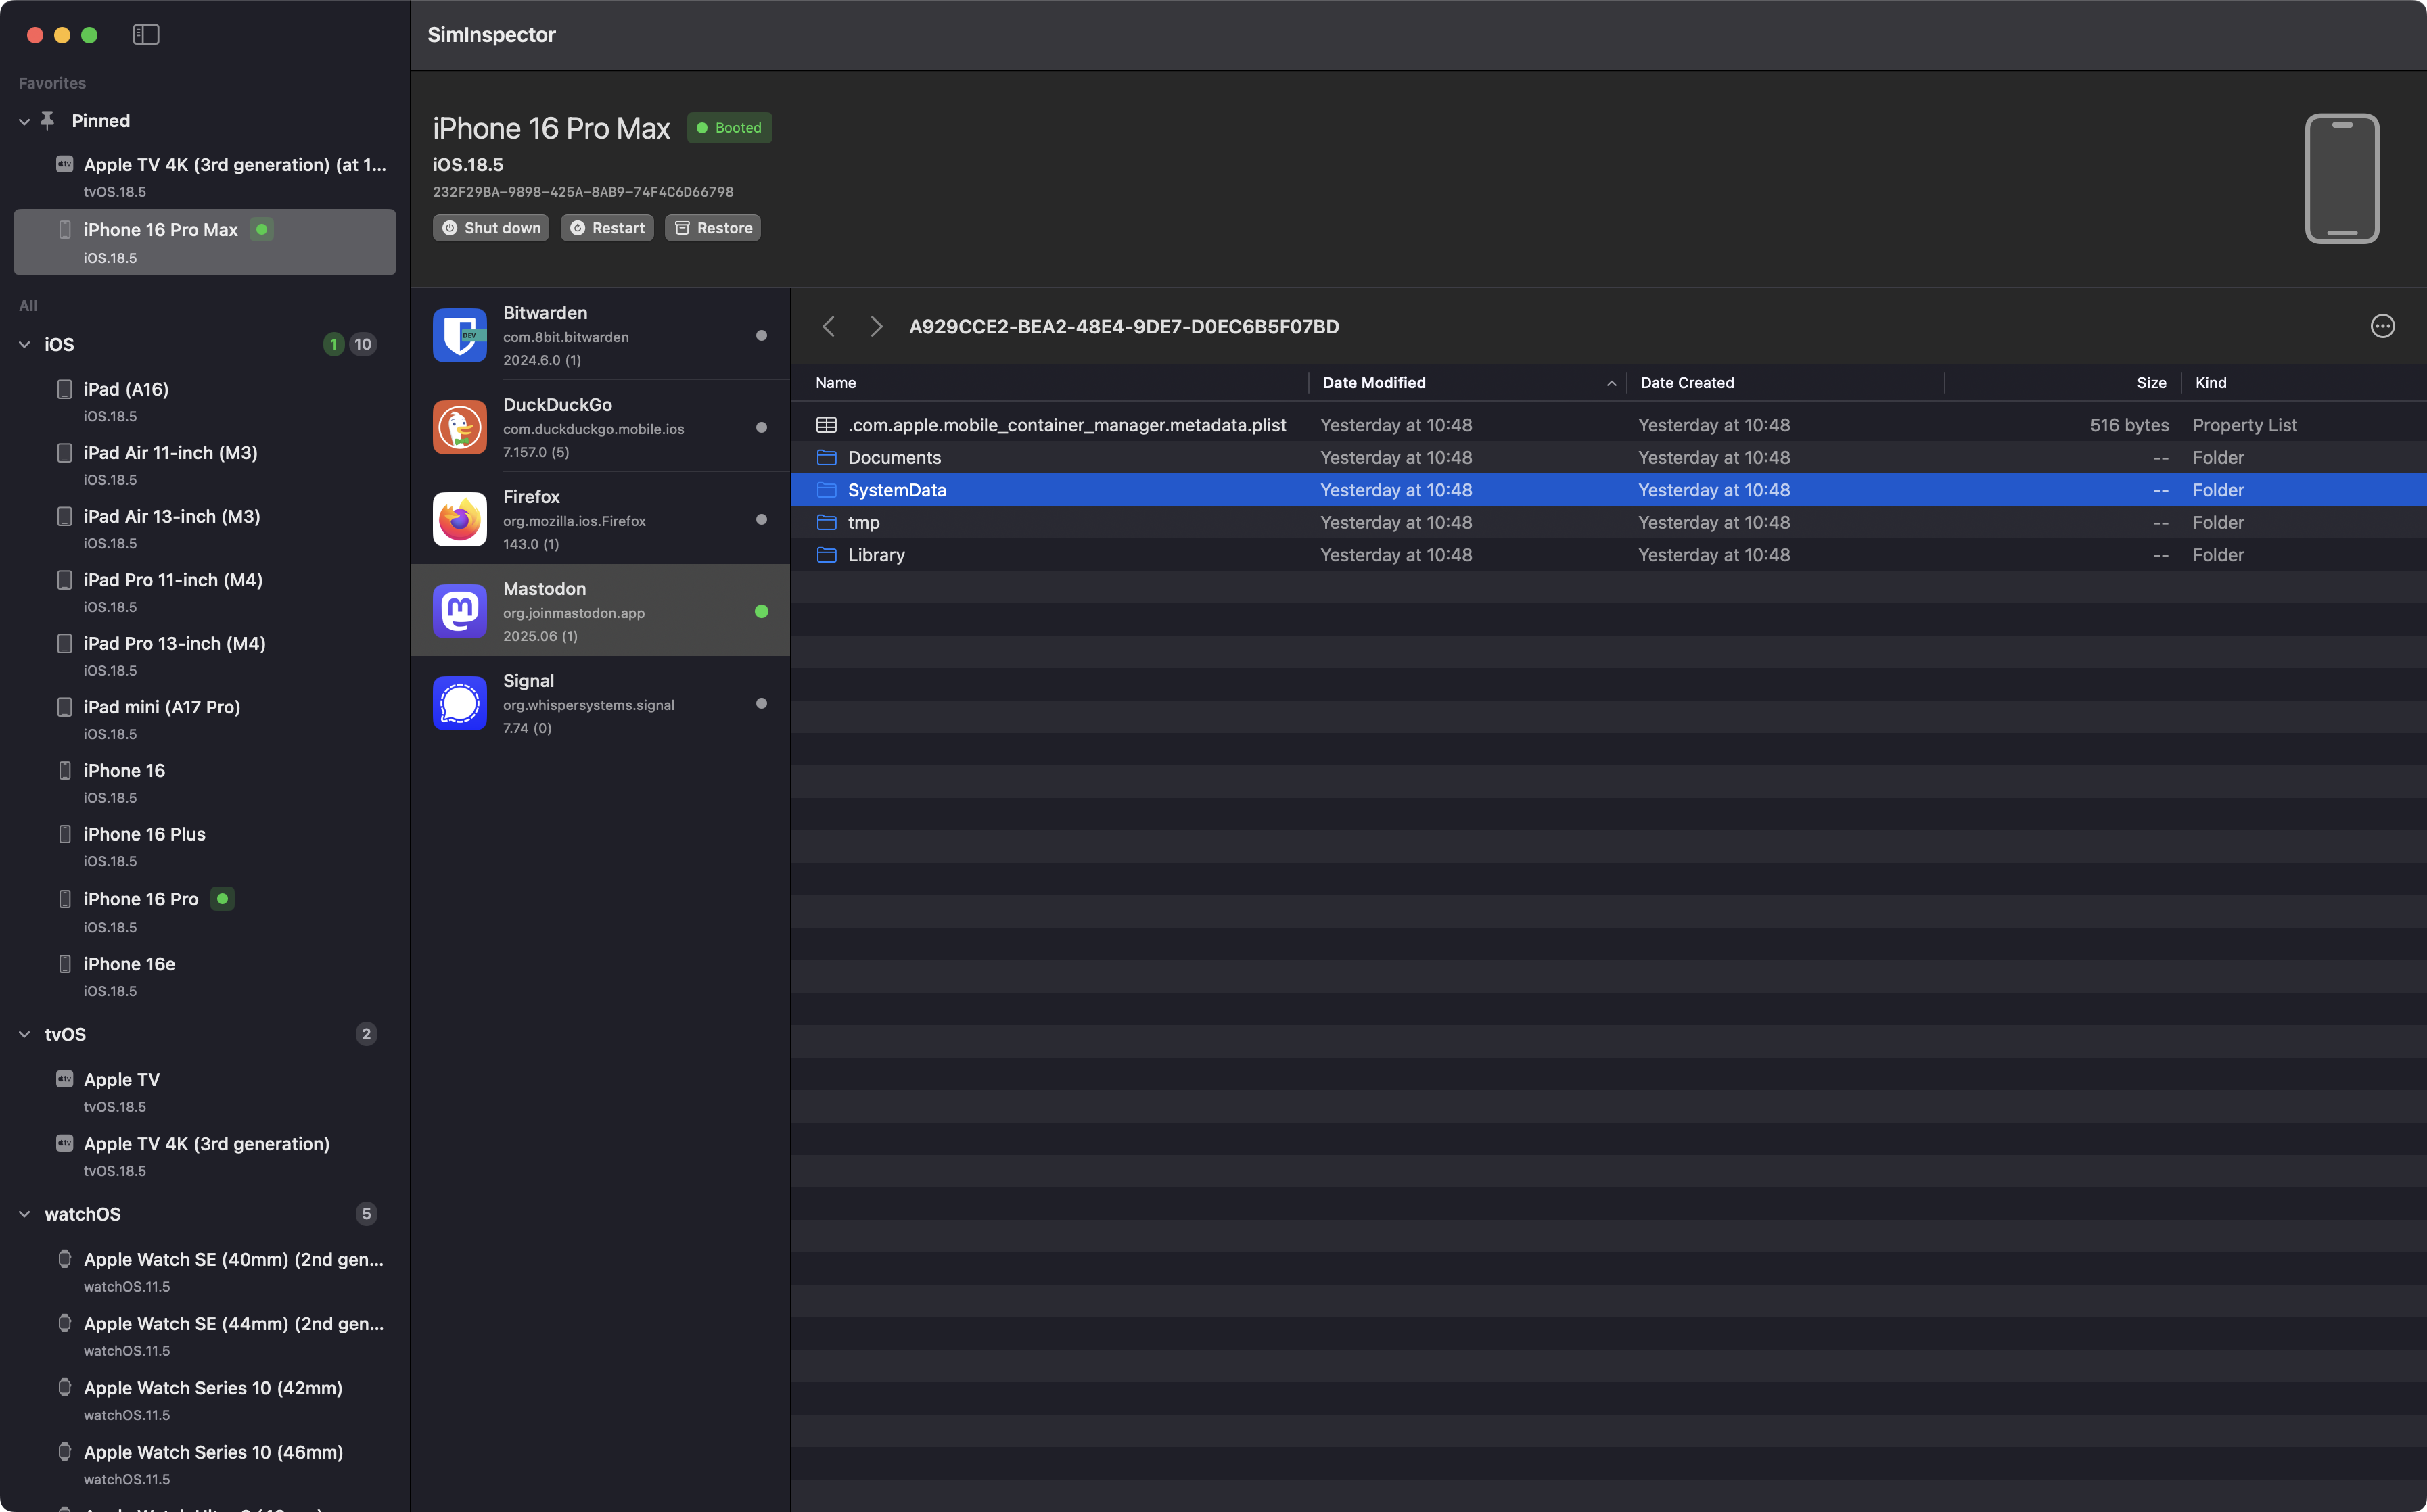 SimInspector
Favorites
Pinned
Apple TV 4K (3rd generation) (at 1...
tvOS.18.5
iPhone 16 Pro Max
iOS.18.5
All
iOS
1 10
iPad (A16)
iOS.18.5
iPad Air 11-inch (M3)
iOS.18.5
iPad Air 13-inch (M3)
iOS.18.5
iPad Pro 11-inch (M4)
iOS.18.5
iPad Pro 13-inch (M4)
iOS.18.5
iPad mini (A17 Pro)
iOS.18.5
iPhone 16
iOS.18.5
iPhone 16 Plus
iOS.18.5
iPhone 16 Pro
iOS.18.5
iPhone 16e
iOS.18.5
tvOS
2
Apple TV
tvOS.18.5
Apple TV 4K (3rd generation)
tvOS.18.5
watchOS
5
Apple Watch SE (40mm) (2nd gen...
watchOS.11.5
Apple Watch SE (44mm) (2nd gen...
watchOS.11.5
Apple Watch Series 10 (42mm)
watchOS.11.5
Apple Watch Series 10 (46mm)
watchOS.11.5
iPhone 16 Pro Max Booted
iOS.18.5
232F29BA-9898-425A-8AB9-74F4C6D66798
Shut down Restart Restore
DEV
Bitwarden
com.8bit.bitwarden
2024.6.0 (1)
DuckDuckGo
com.duckduckgo.mobile.ios
7.157.0 (5)
Firefox
org.mozilla.ios.Firefox
143.0 (1)
Mastodon
org.joinmastodon.app
2025.06 (1)
Signal
org.whispersystems.signal
7.74 (0)
A929CCE2-BEA2-48E4-9DE7-D0EC6B5F07BD
Name Date Modified Date Created Size Kind
.com.apple.mobile_container_manager.metadata.plist Yesterday at 10:48 Yesterday at 10:48 516 bytes Property List
Documents Yesterday at 10:48 Yesterday at 10:48 -- Folder
SystemData Yesterday at 10:48 Yesterday at 10:48 -- Folder
tmp Yesterday at 10:48 Yesterday at 10:48 -- Folder
Library Yesterday at 10:48 Yesterday at 10:48 -- Folder